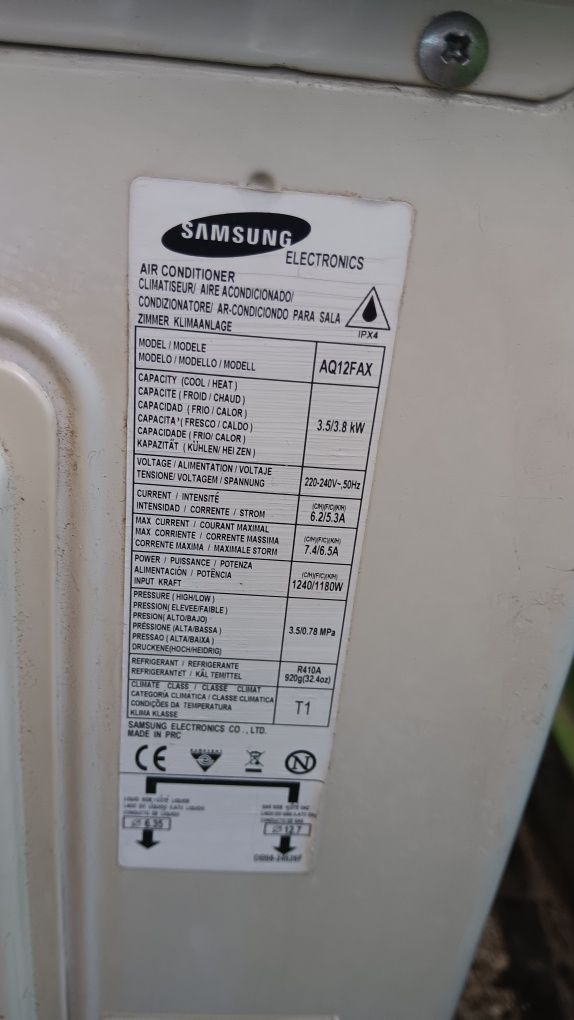 SAMSUNG
ELECTRONICS
AIR CONDITIONER
CLIMATISEUR/ AIRE ACONDICIONADO/
CONDIZIONATORE/ AR-CONDICIONDO PARA SALA
ZIMMER KLIMAANLAGE
IPX4
MODEL / MODELE
MODELO / MODELLO / MODELL
AQ12FAX
CAPACITY (COOL / HEAT)
CAPACITE (FROID / CHAUD)
CAPACIDAD (FRIO / CALOR)
CAPACITA' (FRESCO / CALDO)
CAPACIDADE (FRIO/ CALOR)
KAPAZITÄT (KÜHLEN/ HEIZEN)
3.5/3.8 kW
VOLTAGE / ALIMENTATION / VOLTAJE
TENSIONE/ VOLTAGEM / SPANNUNG
220-240V~,50Hz
CURRENT / INTENSITÉ
INTENSIDAD / CORRENTE / STROM
(C/H)(F/C)(K/H)
6.2/5.3A
MAX CURRENT / COURANT MAXIMAL
MAX CORRIENTE / CORRENTE MASSIMA
CORRENTE MAXIMA / MAXIMALE STORM
(C/H)(F/C)(K/H)
7.4/6.5A
POWER / PUISSANCE / POTENZA
ALIMENTACIÓN / POTÊNCIA
INPUT KRAFT
(C/H)(F/C)(K/H)
1240/1180W
PRESSURE (HIGH/LOW)
PRESSION (ELEVEE/FAIBLE)
PRESION (ALTO/BAJO)
PRESSIONE (ALTA/BASSA)
PRESSAO (ALTA/BAIXA)
DRUCKENE(HOCH/HEIDRIG)
3.5/0.78 MPa
REFRIGERANT / REFRIGERANTE
REFRIGERANTET / KÄL TEMITTEL
R410A
920g(32.4oz)
CLIMATE CLASS / CLASSE CLIMAT
CATEGORIA CLIMATICA / CLASSE CLIMATICA
CONDIÇÕES DA TEMPERATURA
KLIMA KLASSE
T1
SAMSUNG ELECTRONICS CO., LTD.
MADE IN PRC
CE
N
Ø 6.35
Ø 12.7